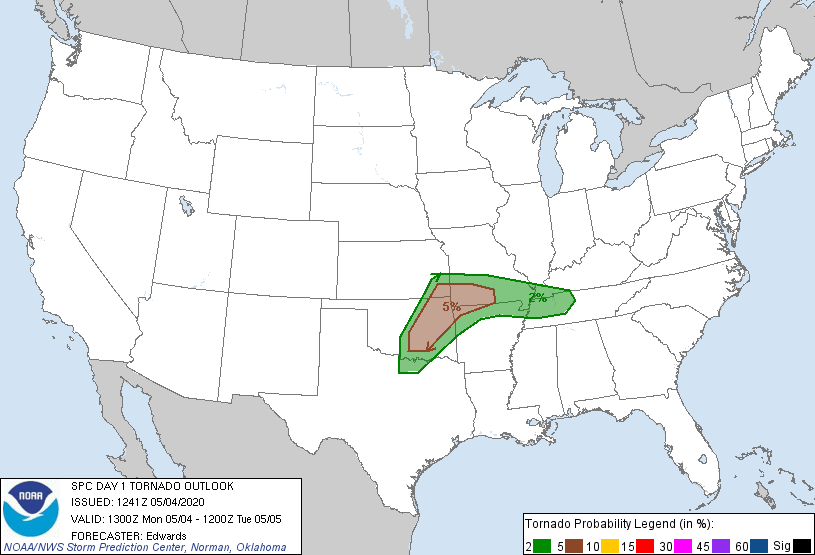 5%
2%
NOAA
SPC DAY 1 TORNADO OUTLOOK
ISSUED: 1241Z 05/04/2020
VALID: 1300Z Mon 05/04 - 1200Z Tue 05/05
FORECASTER: Edwards
NOAA/NWS Storm Prediction Center, Norman, Oklahoma
Tornado Probability Legend (in %):
2 5 10 15 30 45 60 Sig